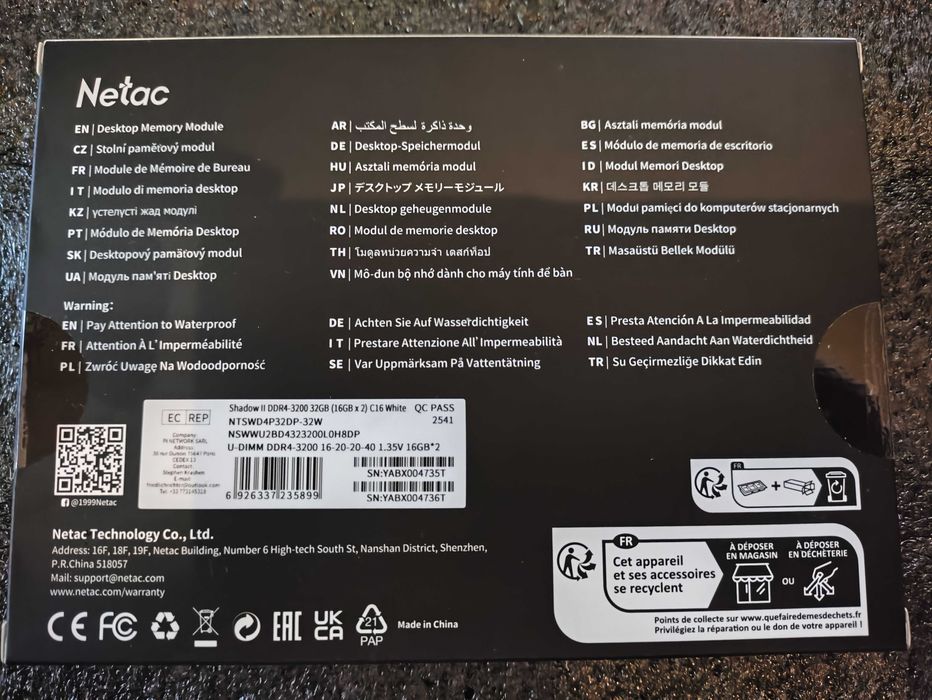 Netac
EN | Desktop Memory Module
CZ | Stolní paměťový modul
FR | Module de Mémoire de Bureau
IT | Modulo di memoria desktop
KZ | үстелүсті жад модулі
PT | Módulo de Memória Desktop
SK | Desktopový pamäťový modul
UA | Модуль пам'яті Desktop
AR | وحدة ذاكرة لسطح المكتب
DE | Desktop-Speichermodul
HU | Asztali memória modul
JP | デスクトップ メモリーモジュール
NL | Desktop geheugenmodule
RO | Modul de memorie desktop
TH | โมดูลหน่วยความจำ เดสก์ท็อป
VN | Mô-đun bộ nhớ dành cho máy tính để bàn
BG | Asztali memória modul
ES | Módulo de memoria de escritorio
ID | Modul Memori Desktop
KR | 데스크톱 메모리 모듈
PL | Moduł pamięci do komputerów stacjonarnych
RU | Модуль памяти Desktop
TR | Masaüstü Bellek Modülü
Warning:
EN | Pay Attention to Waterproof
FR | Attention À L'Imperméabilité
PL | Zwróć Uwagę Na Wodoodporność
DE | Achten Sie Auf Wasserdichtigkeit
IT | Prestare Attenzione All'Impermeabilità
SE | Var Uppmärksam På Vattentätning
ES | Presta Atención A La Impermeabilidad
NL | Besteed Aandacht Aan Waterdichtheid
TR | Su Geçirmezliğe Dikkat Edin
EC REP
Company:
PI NETWORK SARL
Address:
CEDEX 13
Contact:
Stephen Krashen
E-mail:
Shadow II DDR4-3200 32GB (16GB x 2) C16 White QC PASS
NTSWD4P32DP-32W 2541
NSWWU2BD4323200L0H8DP
U-DIMM DDR4-3200 16-20-20-40 1.35V 16GB*2
6 926337 235899
SN:YABX004735T
SN:YABX004736T
@1999Netac
FR
+
Netac Technology Co., Ltd.
Address: 16F, 18F, 19F, Netac Building, Number 6 High-tech South St, Nanshan District, Shenzhen,
P.R.China 518057
Mail: support@netac.com
www.netac.com/warranty
CE FC EAC UK CA 21 PAP Made in China
FR
Cet appareil
et ses accessoires
se recyclent
À DÉPOSER
EN MAGASIN
OU
À DÉPOSER
EN DÉCHÈTERIE
Points de collecte sur www.quefairedemesdechets.fr
Privilégiez la réparation ou le don de votre appareil !